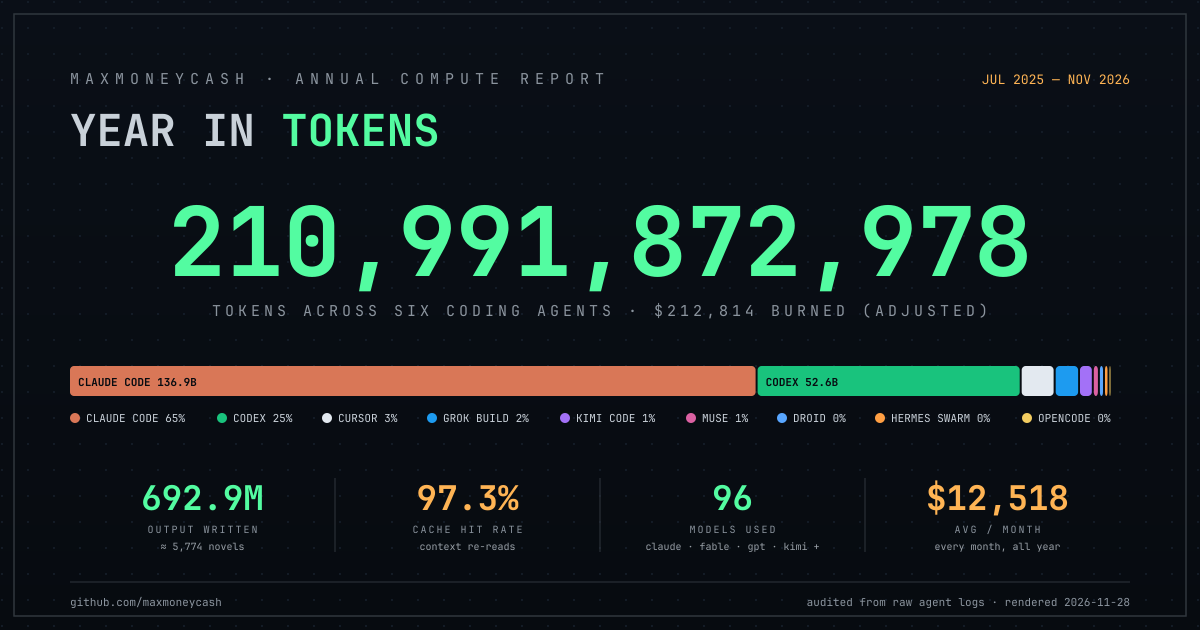 MAXMONEYCASH · ANNUAL COMPUTE REPORT
JUL 2025 — NOV 2026
YEAR IN TOKENS
210,991,872,978
TOKENS ACROSS SIX CODING AGENTS · $212,814 BURNED (ADJUSTED)
CLAUDE CODE 136.9B
CODEX 52.6B
CLAUDE CODE 65%
CODEX 25%
CURSOR 3%
GROK BUILD 2%
KIMI CODE 1%
MUSE 1%
DROID 0%
HERMES SWARM 0%
OPENCODE 0%
692.9M
OUTPUT WRITTEN
≈ 5,774 novels
97.3%
CACHE HIT RATE
context re-reads
96
MODELS USED
claude · fable · gpt · kimi +
$12,518
AVG / MONTH
every month, all year
github.com/maxmoneycash
audited from raw agent logs · rendered 2026-11-28